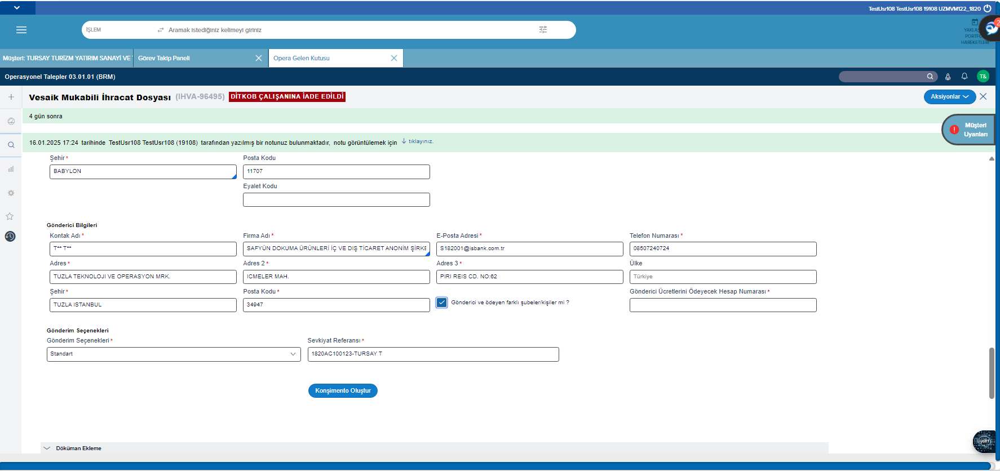 TestUsr108 TestUsr108 19108 UZMVM122_1820
İŞLEM
Aramak istediğiniz kelimeyi giriniz
2
PORTFÖ
HAREKETLERİ
Müşteri: TURSAY TURİZM YATIRIM SANAYİ VE
Görev Takip Paneli
Opera Gelen Kutusu
Operasyonel Talepler 03.01.01 (BRM)
T&
Vesaik Mukabili İhracat Dosyası (IHVA-96495) DİTKOB ÇALIŞANINA İADE EDİLDİ
Aksiyonlar
4 gün sonra
Müşteri
Uyarıları
16.01.2025 17:24 tarihinde TestUsr108 TestUsr108 (19108) tarafından yazılmış bir notunuz bulunmaktadır, notu görüntülemek için tıklayınız.
Şehir *
Posta Kodu
BABYLON
11707
Eyalet Kodu
Gönderici Bilgileri
Kontak Adı *
Firma Adı *
E-Posta Adresi *
Telefon Numarası *
T** T**
SAFYÜN DOKUMA ÜRÜNLERİ İÇ VE DIŞ TİCARET ANONİM ŞİRKE
S182001@isbank.com.tr
08507240724
Adres *
Adres 2 *
Adres 3 *
Ülke
TUZLA TEKNOLOJI VE OPERASYON MRK.
ICMELER MAH.
PIRI REIS CD. NO:62
Türkiye
Şehir *
Posta Kodu *
Gönderici Ücretlerini Ödeyecek Hesap Numarası *
TUZLA ISTANBUL
34947
Gönderici ve ödeyen farklı şubeler/kişiler mi ?
Gönderim Seçenekleri
Gönderim Seçenekleri *
Sevkiyat Referansı *
Standart
1820AC100123-TURSAY T
Konşimento Oluştur
Döküman Ekleme